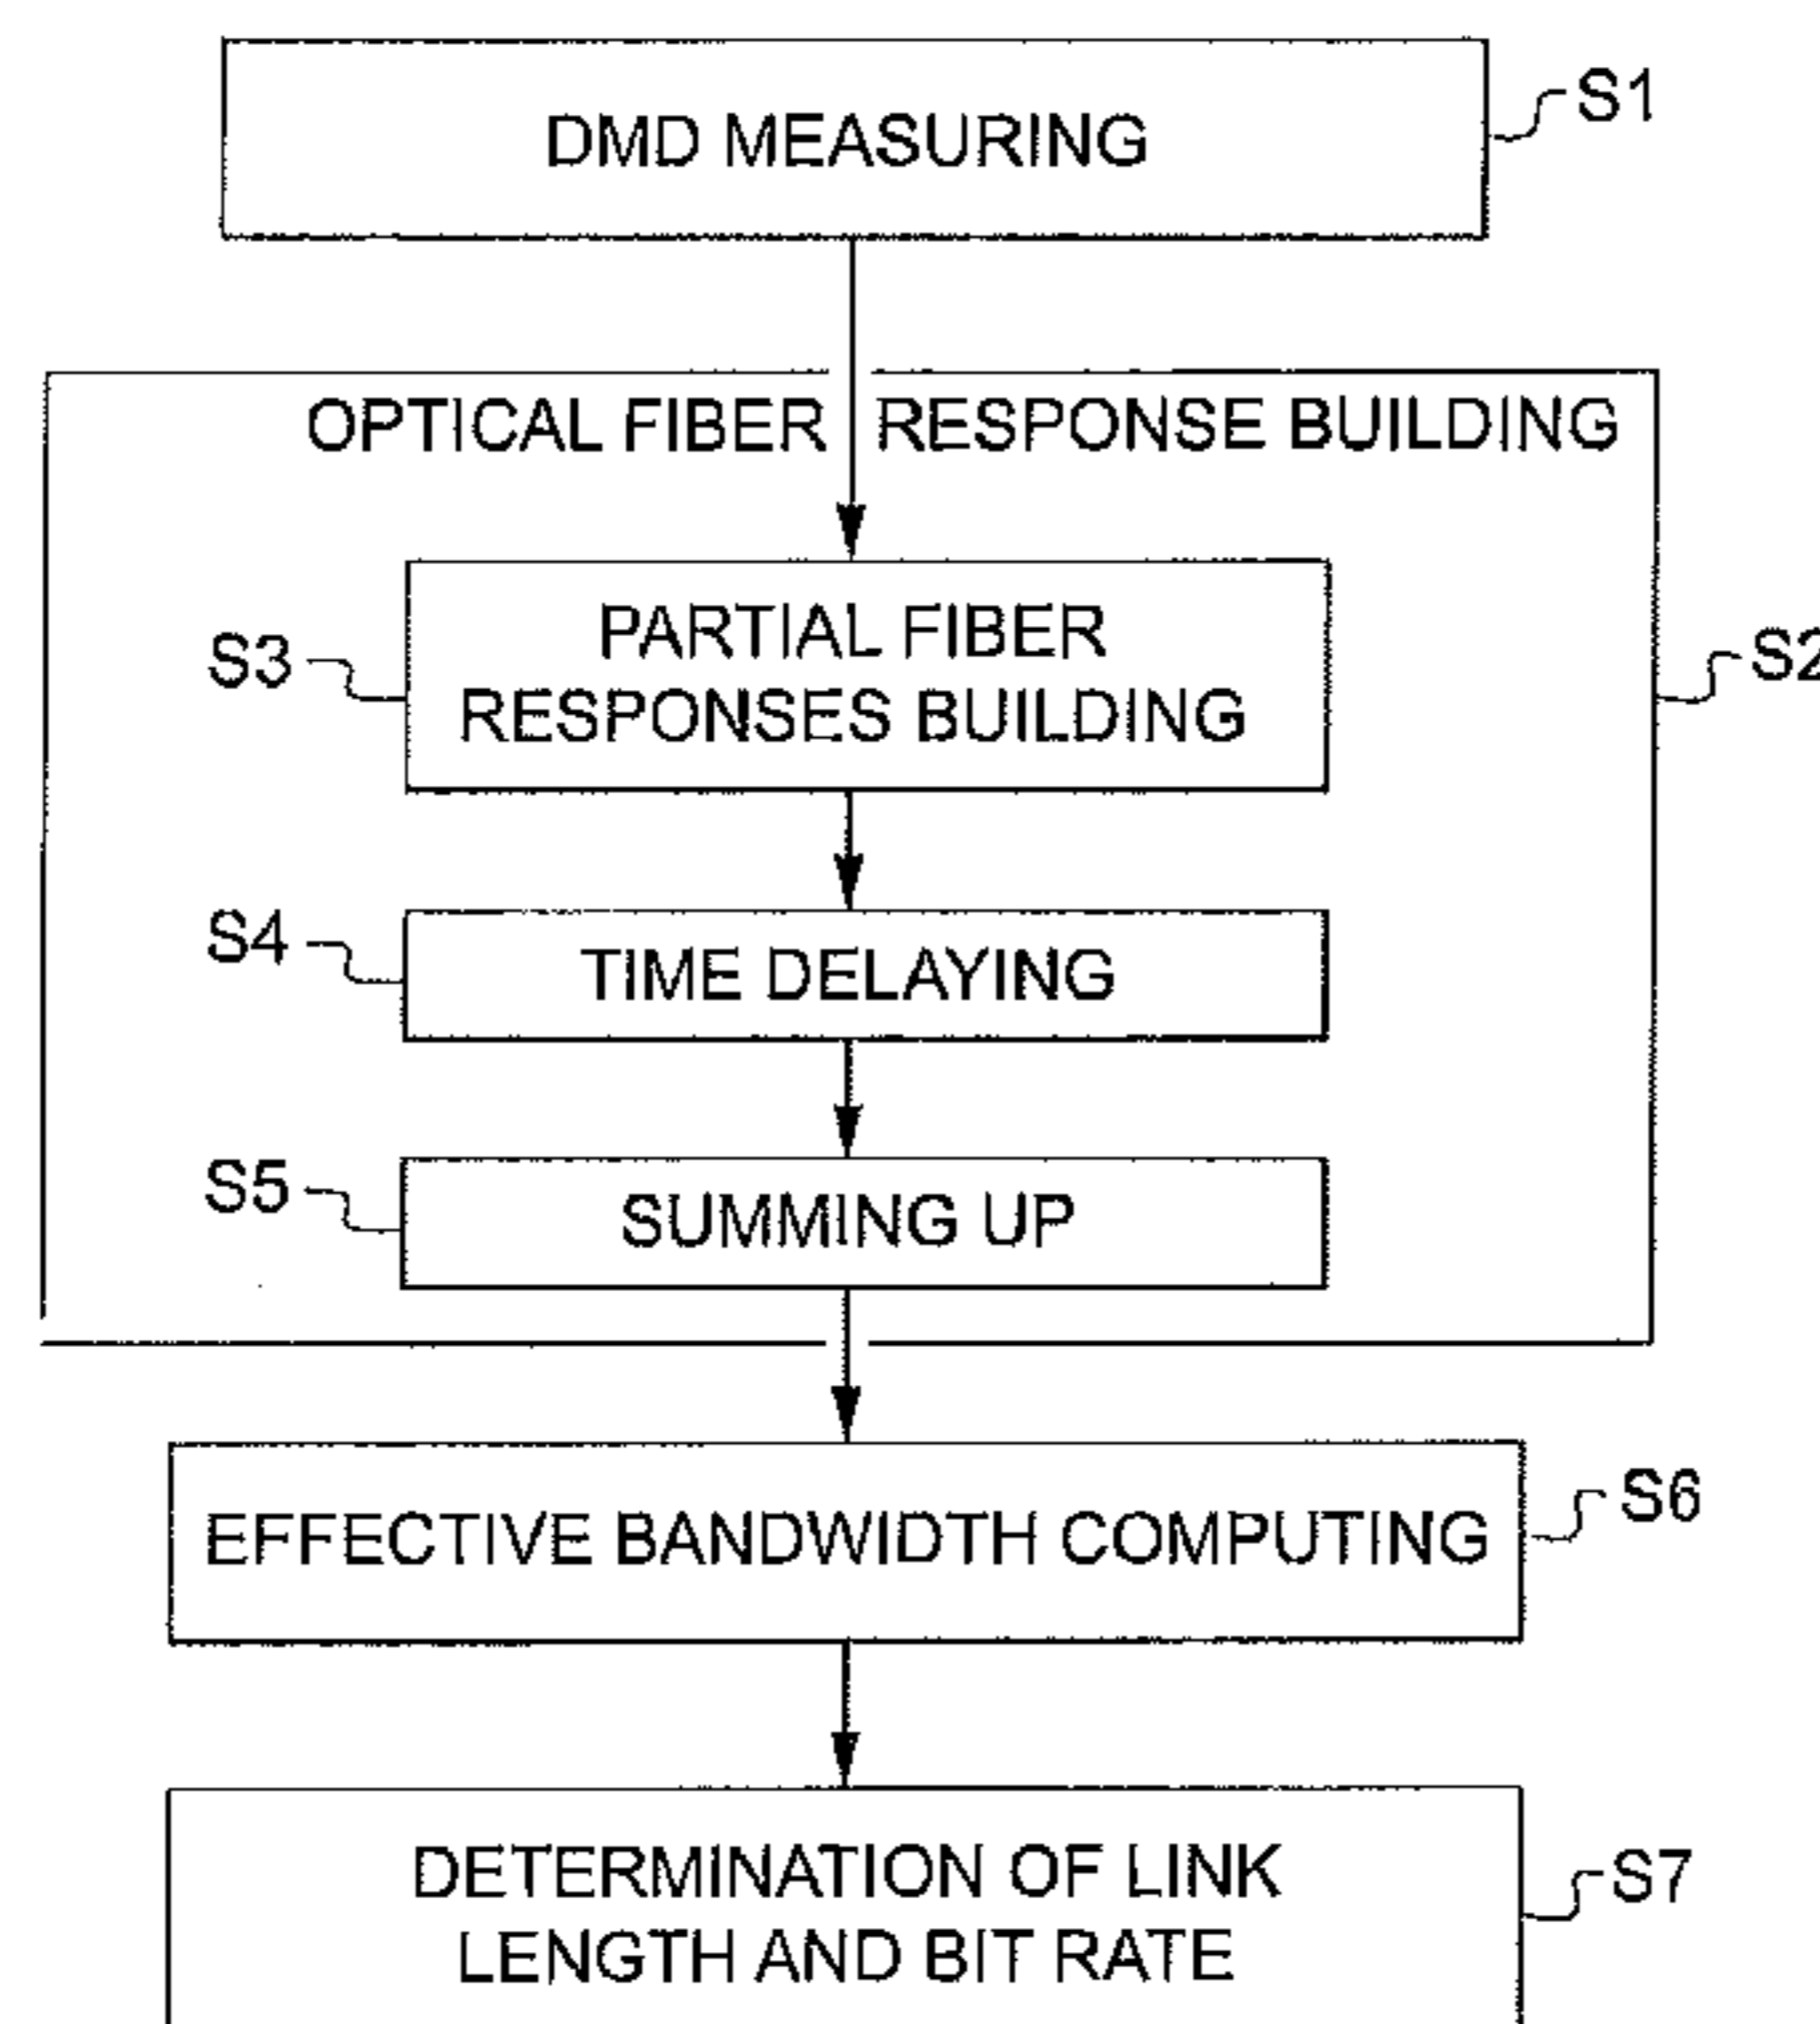 DMD MEASURING
S1
OPTICAL FIBER RESPONSE BUILDING
PARTIAL FIBER
RESPONSES BUILDING
S3
S2
TIME DELAYING
S4
SUMMING UP
S5
EFFECTIVE BANDWIDTH COMPUTING
S6
DETERMINATION OF LINK
LENGTH AND BIT RATE
S7